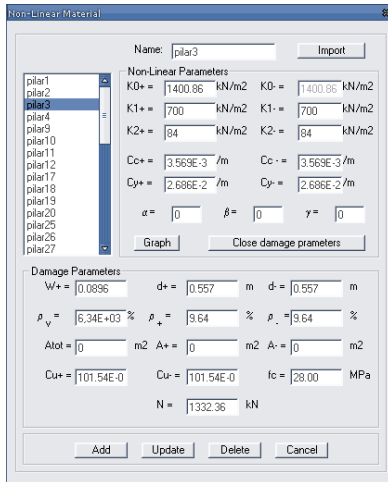 Non-Linear Material
Name: pilar3 Import
pilar1
pilar2
pilar3
pilar4
pilar9
pilar10
pilar11
pilar12
pilar17
pilar18
pilar19
pilar20
pilar25
pilar26
pilar27
Non-Linear Parameters
K0+ = 1400.86 kN/m2 K0- = 1400.86 kN/m2
K1+ = 700 kN/m2 K1- = 700 kN/m2
K2+ = 84 kN/m2 K2- = 84 kN/m2
Cc+ = 3.569E-3 /m Cc - = 3.569E-3 /m
Cy+ = 2.686E-2 /m Cy- = 2.686E-2 /m
α = 0 β = 0 γ = 0
Graph Close damage prameters
Damage Parameters
W+ = 0.0896 d+ = 0.557 m d- = 0.557 m
ρv = 6,34E+03 % ρ+ = 9.64 % ρ- = 9.64 %
Atot = 0 m2 A+ = 0 m2 A- = 0 m2
Cu+ = 101.54E-0 Cu- = 101.54E-0 fc = 28.00 MPa
N = 1332.36 kN
Add Update Delete Cancel